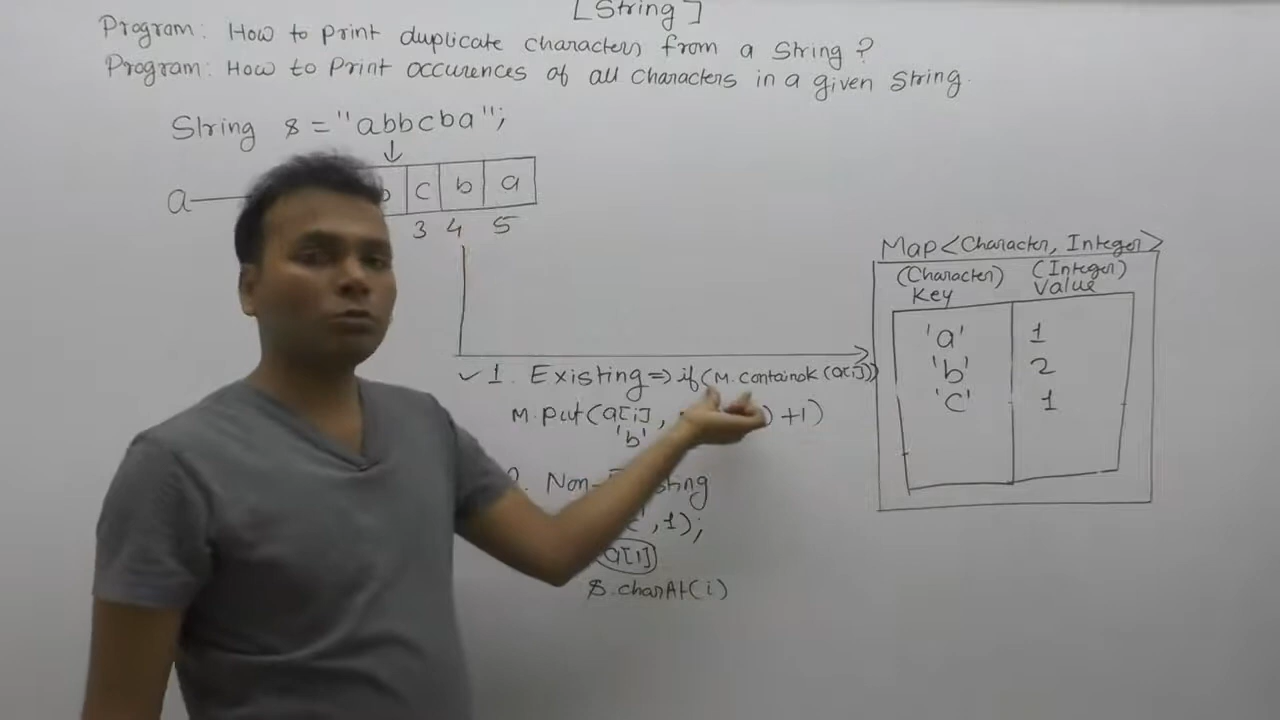 [String]
Program: How to print duplicate characters from a String?
Program: How to Print occurences of all characters in a given String.
String s = "abbcba";
a b c b a
3 4 5
Map<Character, Integer>
(Character) (Integer)
Key Value
'a' 1
'b' 2
'c' 1
✓ 1. Existing => if(M.containsk(a[i]))
M.put(a[i], +1)
'b'
2. Non-Existing
'c', 1);
a[i]
s.charAt(i)